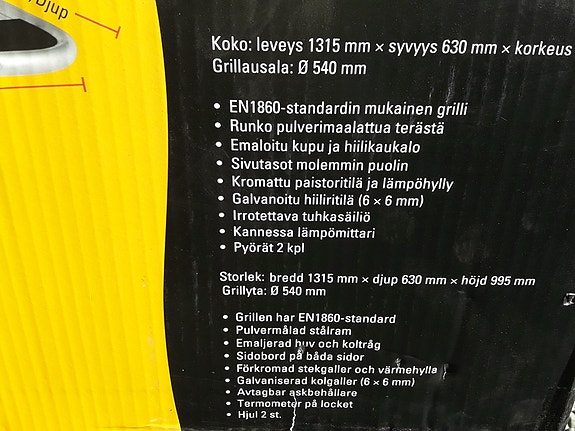 Djup
Koko: leveys 1315 mm × syvyys 630 mm × korkeus
Grillausala: Ø 540 mm
• EN1860-standardin mukainen grilli
• Runko pulverimaalattua terästä
• Emaloitu kupu ja hiilikaukalo
• Sivutasot molemmin puolin
• Kromattu paistoritilä ja lämpöhylly
• Galvanoitu hiiliritilä (6 × 6 mm)
• Irrotettava tuhkasäiliö
• Kannessa lämpömittari
• Pyörät 2 kpl
Storlek: bredd 1315 mm × djup 630 mm × höjd 995 mm
Grillyta: Ø 540 mm
• Grillen har EN1860-standard
• Pulvermålad stålram
• Emaljerad huv och koltråg
• Sidobord på båda sidor
• Förkromad stekgaller och värmehylla
• Galvaniserad kolgaller (6 × 6 mm)
• Avtagbar askbehållare
• Termometer på locket
• Hjul 2 st.